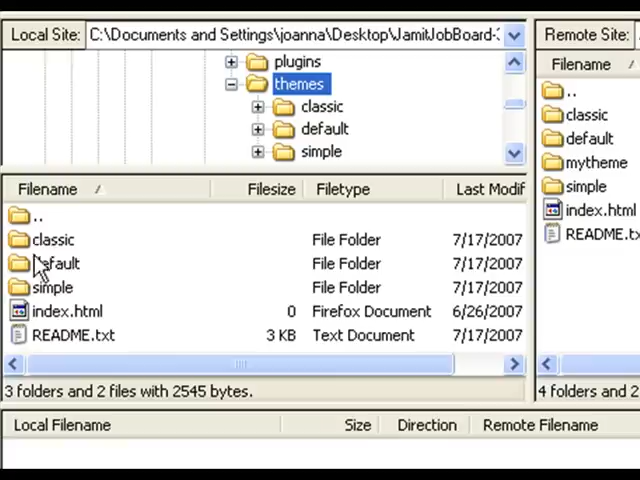 Local Site: C:\Documents and Settings\joanna\Desktop\JamitJobBoard-
plugins
themes
classic
default
simple
Filename / Filesize Filetype Last Modif
..
classic File Folder 7/17/2007
default File Folder 7/17/2007
simple File Folder 7/17/2007
index.html 0 Firefox Document 6/26/2007
README.txt 3 KB Text Document 7/17/2007
3 folders and 2 files with 2545 bytes.
Remote Site:
Filename /
..
classic
default
mytheme
simple
index.html
README.tx
4 folders and 2
Local Filename Size Direction Remote Filename